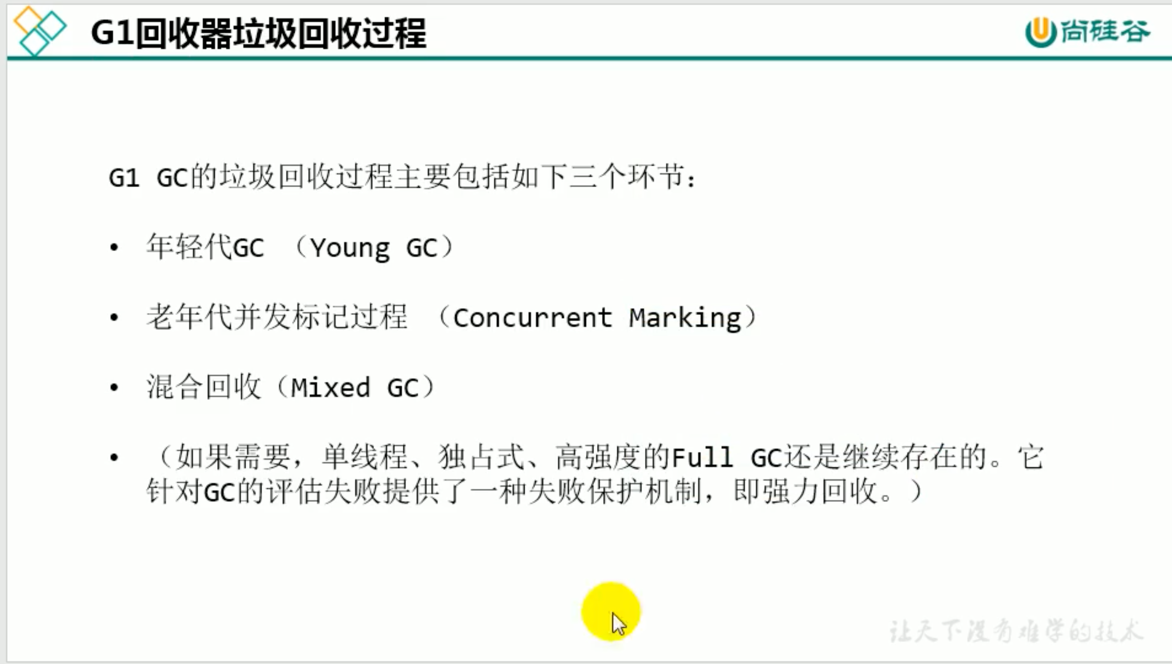 G1回收器垃圾回收过程
尚硅谷
G1 GC的垃圾回收过程主要包括如下三个环节：
• 年轻代GC （Young GC）
• 老年代并发标记过程 （Concurrent Marking）
• 混合回收（Mixed GC）
• （如果需要，单线程、独占式、高强度的Full GC还是继续存在的。它
针对GC的评估失败提供了一种失败保护机制，即强力回收。）
让天下没有难学的技术